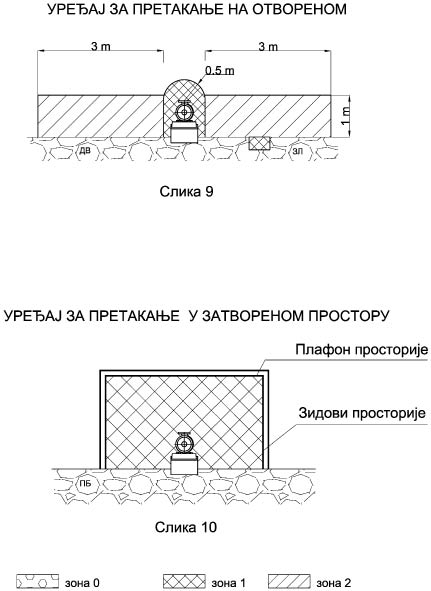 УРЕЂАЈ ЗА ПРЕТАКАЊЕ НА ОТВОРЕНОМ
3 m 3 m
0.5 m
1 m
ДВ ЗЛ
Слика 9
УРЕЂАЈ ЗА ПРЕТАКАЊЕ У ЗАТВОРЕНОМ ПРОСТОРУ
Плафон просторије
Зидови просторије
ПБ
Слика 10
зона 0 зона 1 зона 2